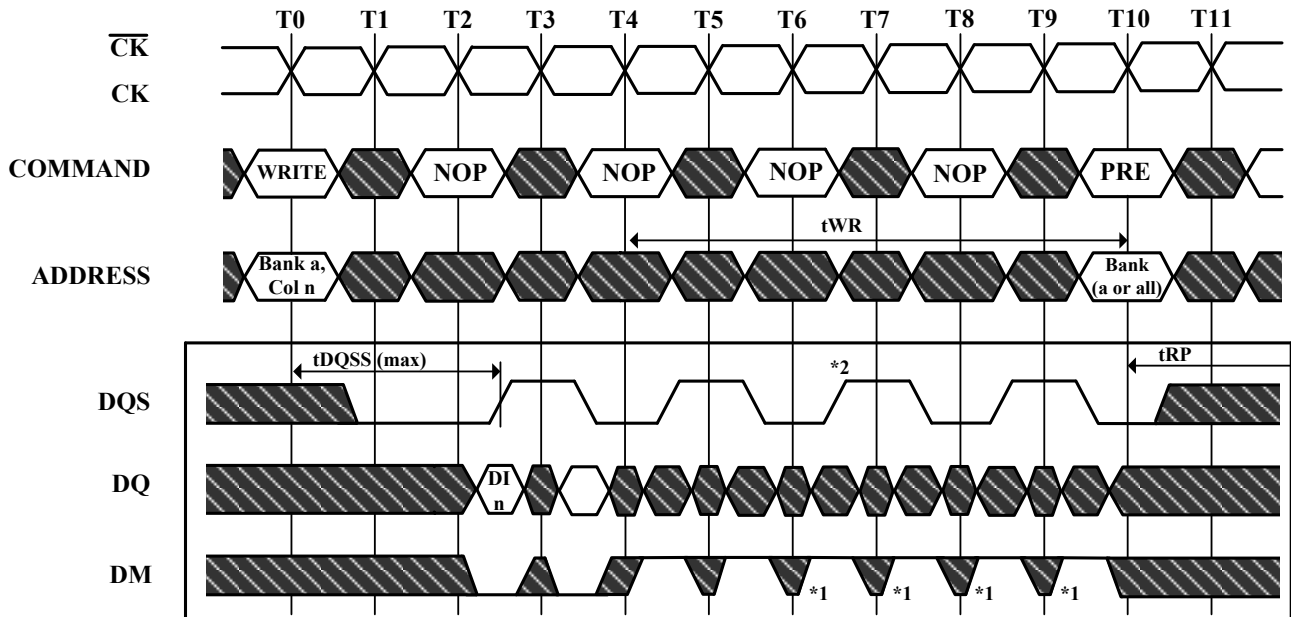 T0 T1 T2 T3 T4 T5 T6 T7 T8 T9 T10 T11
CK
CK
COMMAND
WRITE NOP NOP NOP NOP PRE
tWR
ADDRESS
Bank a,
Col n
Bank
(a or all)
tDQSS (max)
*2
tRP
DQS
DQ
DI
n
DM
*1 *1 *1 *1